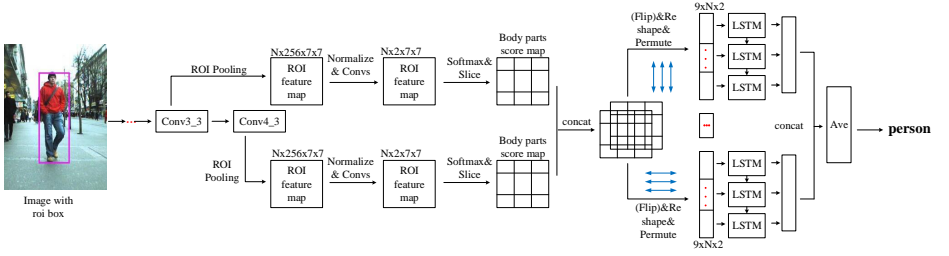 Image with
roi box
Conv3_3
Conv4_3
ROI Pooling
ROI
Pooling
Nx256x7x7
ROI
feature
map
Normalize
& Convs
Nx2x7x7
ROI
feature
map
Softmax&
Slice
Body parts
score map
Nx256x7x7
ROI
feature
map
Normalize
& Convs
Nx2x7x7
ROI
feature
map
Softmax&
Slice
Body parts
score map
concat
(Flip)&Re
shape&
Permute
(Flip)&Re
shape&
Permute
9xNx2
LSTM
LSTM
LSTM
9xNx2
LSTM
LSTM
LSTM
concat
Ave
person